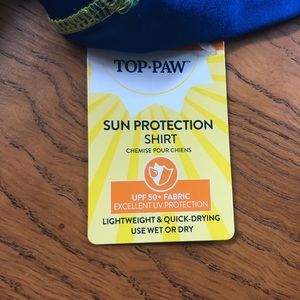 TOP·PAW™
SUN PROTECTION
SHIRT
CHEMISE POUR CHIENS
UPF 50+ FABRIC
EXCELLENT UV PROTECTION
LIGHTWEIGHT & QUICK-DRYING
USE WET OR DRY